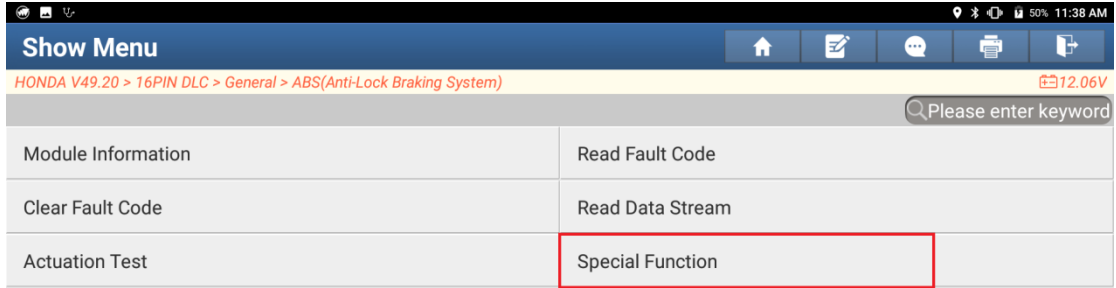 50% 11:38 AM
Show Menu
HONDA V49.20 > 16PIN DLC > General > ABS(Anti-Lock Braking System)
12.06V
Please enter keyword
Module Information
Read Fault Code
Clear Fault Code
Read Data Stream
Actuation Test
Special Function